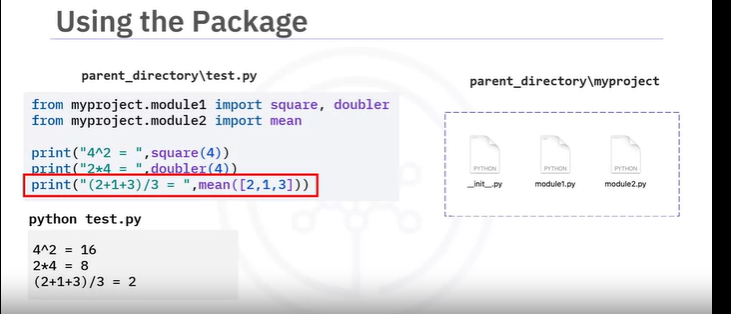 Using the Package
parent_directory\test.py
from myproject.module1 import square, doubler
from myproject.module2 import mean
print("4^2 = ",square(4))
print("2*4 = ",doubler(4))
print("(2+1+3)/3 = ",mean([2,1,3]))
python test.py
4^2 = 16
2*4 = 8
(2+1+3)/3 = 2
parent_directory\myproject
PYTHON PYTHON PYTHON
__init__.py module1.py module2.py